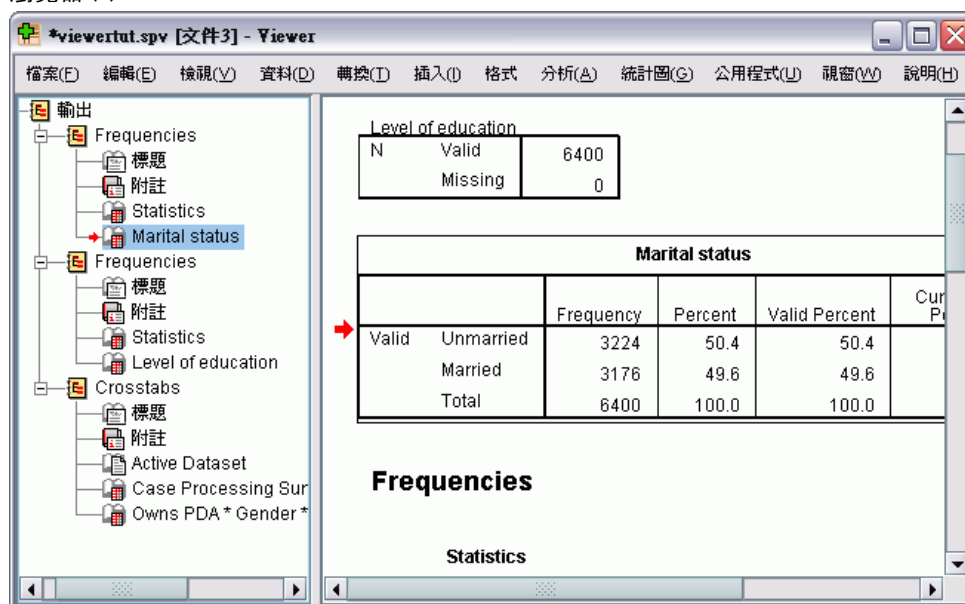 *viewertut.spv [文件3] - Viewer
檔案(F) 編輯(E) 檢視(V) 資料(D) 轉換(T) 插入(I) 格式 分析(A) 統計圖(G) 公用程式(U) 視窗(W) 說明(H)
輸出
Frequencies
標題
附註
Statistics
Marital status
Frequencies
標題
附註
Statistics
Level of education
Crosstabs
標題
附註
Active Dataset
Case Processing Sur
Owns PDA * Gender *
Level of education
N Valid 6400
Missing 0
Marital status
Frequency Percent Valid Percent
Valid Unmarried 3224 50.4 50.4
Married 3176 49.6 49.6
Total 6400 100.0 100.0
Frequencies
Statistics